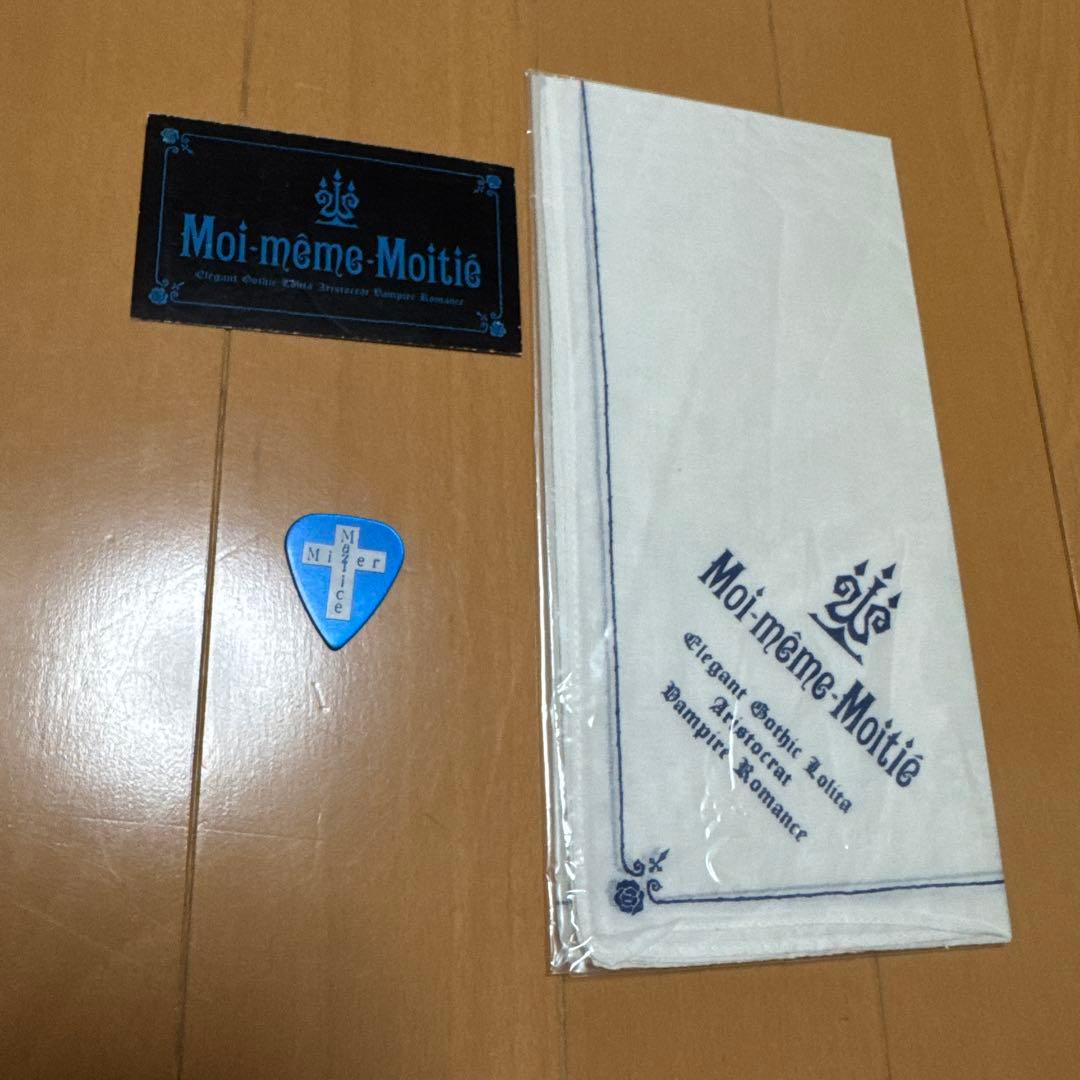 Moi-même-Moitié
Elegant Gothic Lolita Aristocrat Vampire Romance
Malice
Mizer
Moi-même-Moitié
Elegant Gothic Lolita
Aristocrat
Vampire Romance